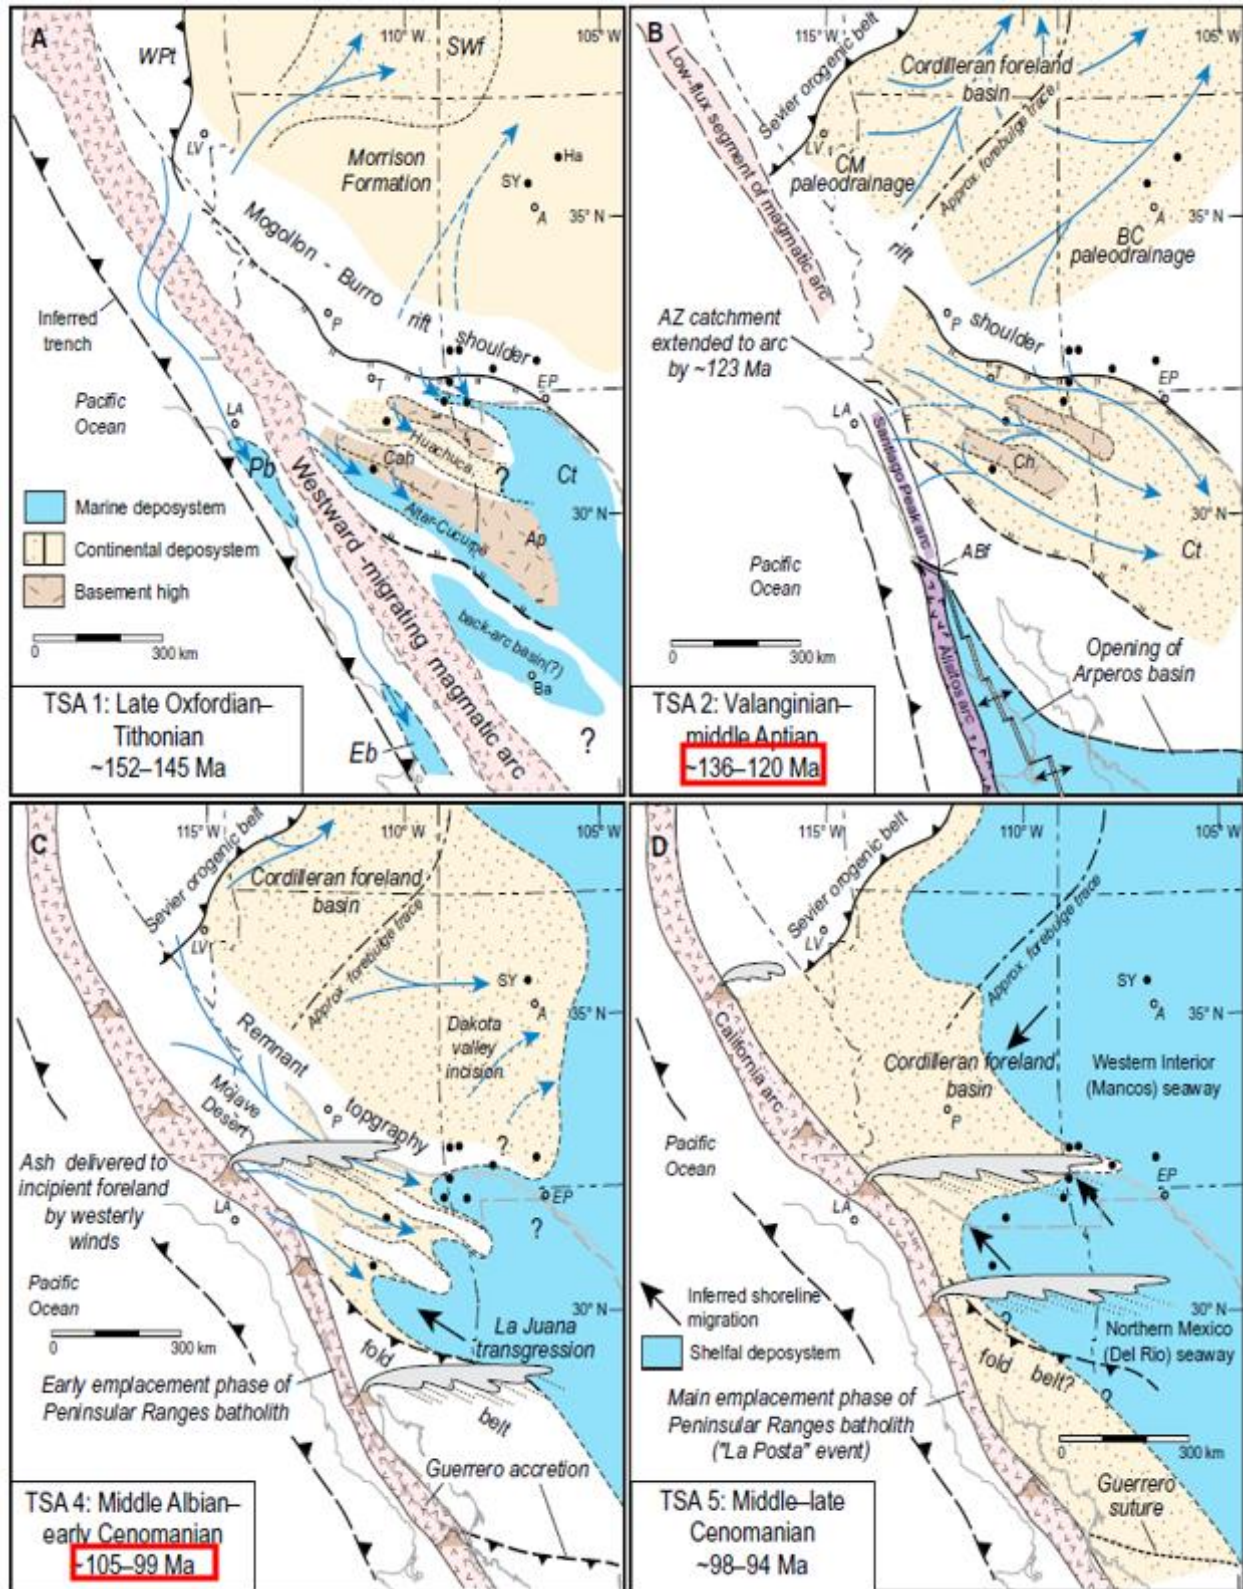 A
110° W
105° W
WPt
SWf
LV
Morrison
Formation
Ha
SY
A
35° N
Mogollon - Burro
rift
shoulder
P
Inferred
trench
T
EP
Pacific
Ocean
LA
Pb
Huachuca
?
Cah
Ct
Altar-Cucurpe
Ap
30° N
Marine deposystem
Continental deposystem
Basement high
0
300 km
Westward-migrating magmatic arc
back-arc basin(?)
Ba
?
Eb
TSA 1: Late Oxfordian–
Tithonian
~152–145 Ma
B
115° W
105° W
Low-flux segment of magmatic arc
Sevier orogenic belt
Cordilleran foreland
basin
Approx. forebulge trace
LV
CM
paleodrainage
A
35° N
BC
paleodrainage
rift
shoulder
P
AZ catchment
extended to arc
by ~123 Ma
T
EP
LA
Santiago Peak arc
Ch
30° N
Ct
ABf
Pacific
Ocean
Alisitos arc
Opening of
Arperos basin
0
300 km
TSA 2: Valanginian–
middle Aptian
~136–120 Ma
C
115° W
110° W
105° W
Sevier orogenic belt
Cordilleran foreland
basin
LV
Approx. forebulge trace
SY
A
35° N
Remnant
topography
Dakota
valley
incision
Mojave
Desert
P
?
Ash delivered to
incipient foreland
by westerly
winds
LA
EP
?
Pacific
Ocean
30° N
0
300 km
La Juana
transgression
fold
belt
Early emplacement phase of
Peninsular Ranges batholith
Guerrero accretion
TSA 4: Middle Albian–
early Cenomanian
~105–99 Ma
D
115° W
110° W
105° W
Sevier orogenic belt
LV
Approx. forebulge trace
SY
A
35° N
California arc
Cordilleran foreland
basin
Western Interior
(Mancos) seaway
P
Pacific
Ocean
EP
LA
Inferred shoreline
migration
30° N
Shelfal deposystem
?
Northern Mexico
(Del Rio) seaway
fold belt?
?
Main emplacement phase of
Peninsular Ranges batholith
("La Posta" event)
0
300 km
Guerrero
suture
TSA 5: Middle–late
Cenomanian
~98–94 Ma